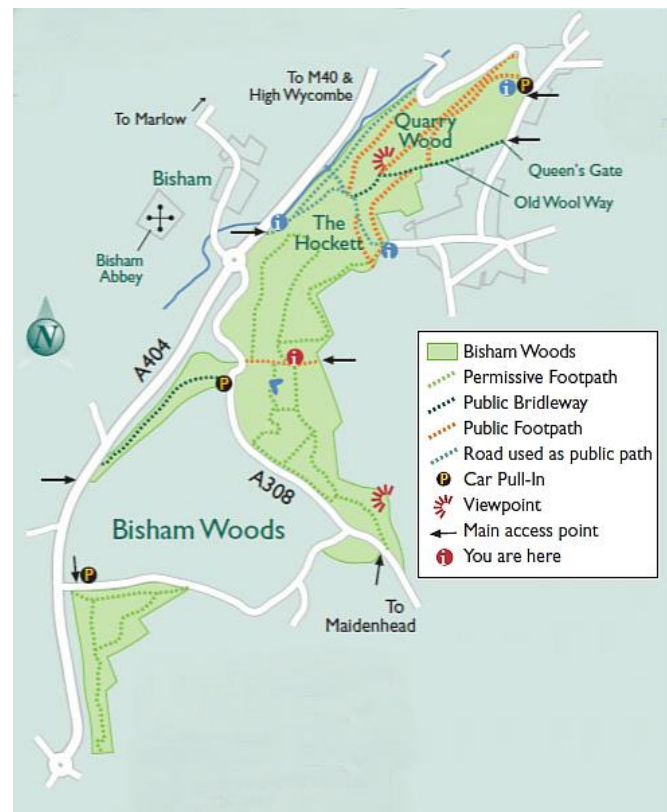 To M40 &
High Wycombe
To Marlow
P
i
Quarry
Wood
Queen's Gate
Bisham
Old Wool Way
i
The
Hockett
i
Bisham
Abbey
N
A404
i
P
A308
Bisham Woods
P
To
Maidenhead
Bisham Woods
Permissive Footpath
Public Bridleway
Public Footpath
Road used as public path
P Car Pull-In
Viewpoint
Main access point
i You are here